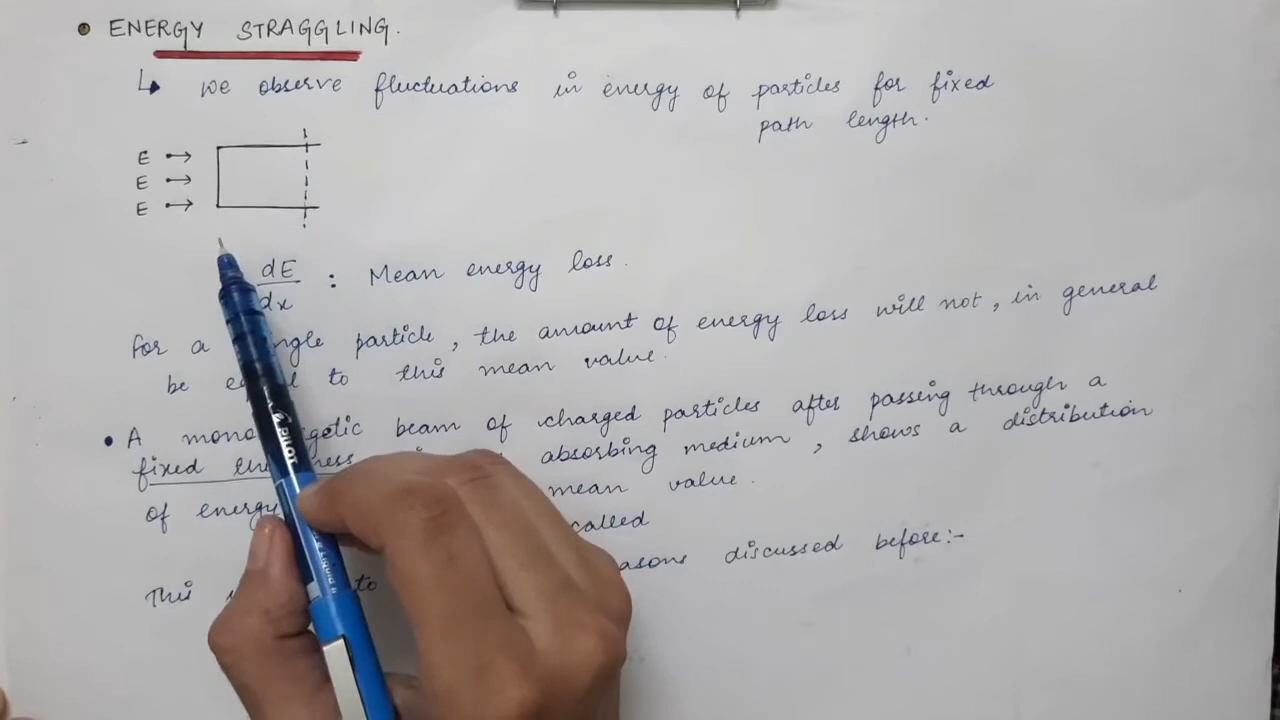 ENERGY STRAGGLING.
↳ we observe fluctuations in energy of particles for fixed
path length.
E
E
E
dE
dx : Mean energy loss.
For a particle, the amount of energy loss will not, in general
be to this mean value.
• A beam of charged particles after passing through a
fixed absorbing medium, shows a distribution
of energy mean value.
called
This to discussed before:-
PILOT